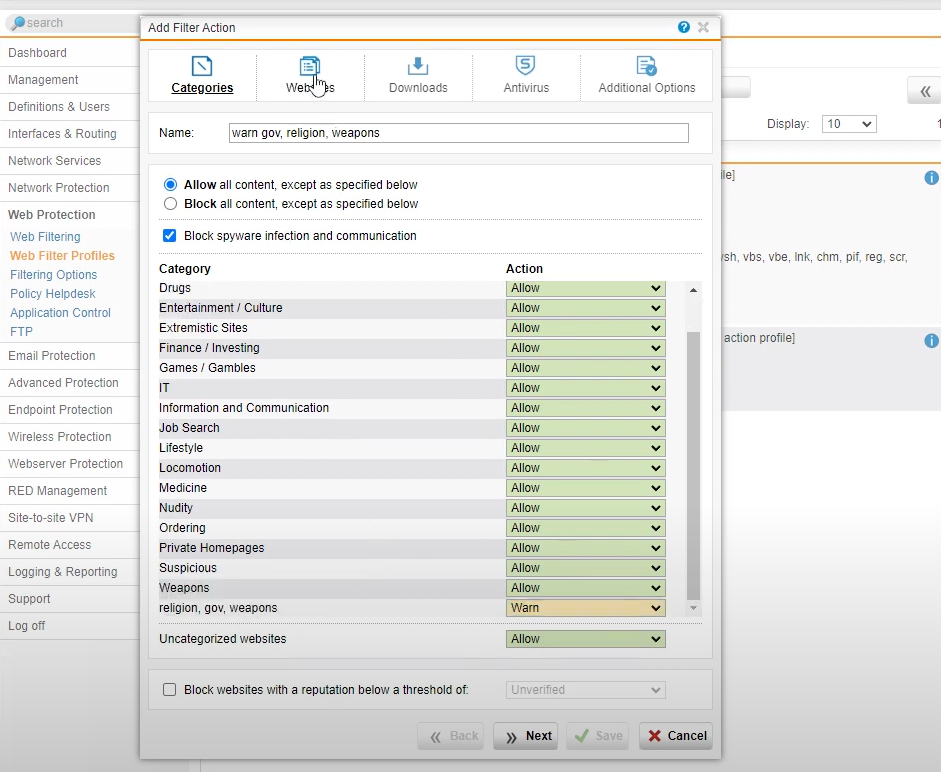 search
Dashboard
Management
Definitions & Users
Interfaces & Routing
Network Services
Network Protection
Web Protection
Web Filtering
Web Filter Profiles
Filtering Options
Policy Helpdesk
Application Control
FTP
Email Protection
Advanced Protection
Endpoint Protection
Wireless Protection
Webserver Protection
RED Management
Site-to-site VPN
Remote Access
Logging & Reporting
Support
Log off
Add Filter Action
Categories
Downloads
Antivirus
Additional Options
Name: warn gov, religion, weapons
Allow all content, except as specified below
Block all content, except as specified below
Block spyware infection and communication
Category Action
Drugs Allow
Entertainment / Culture Allow
Extremistic Sites Allow
Finance / Investing Allow
Games / Gambles Allow
IT Allow
Information and Communication Allow
Job Search Allow
Lifestyle Allow
Locomotion Allow
Medicine Allow
Nudity Allow
Ordering Allow
Private Homepages Allow
Suspicious Allow
Weapons Allow
religion, gov, weapons Warn
Uncategorized websites Allow
Block websites with a reputation below a threshold of: Unverified
Back Next Save Cancel
Display: 10
vbs, vbe, lnk, chm, pif, reg, scr,
action profile]